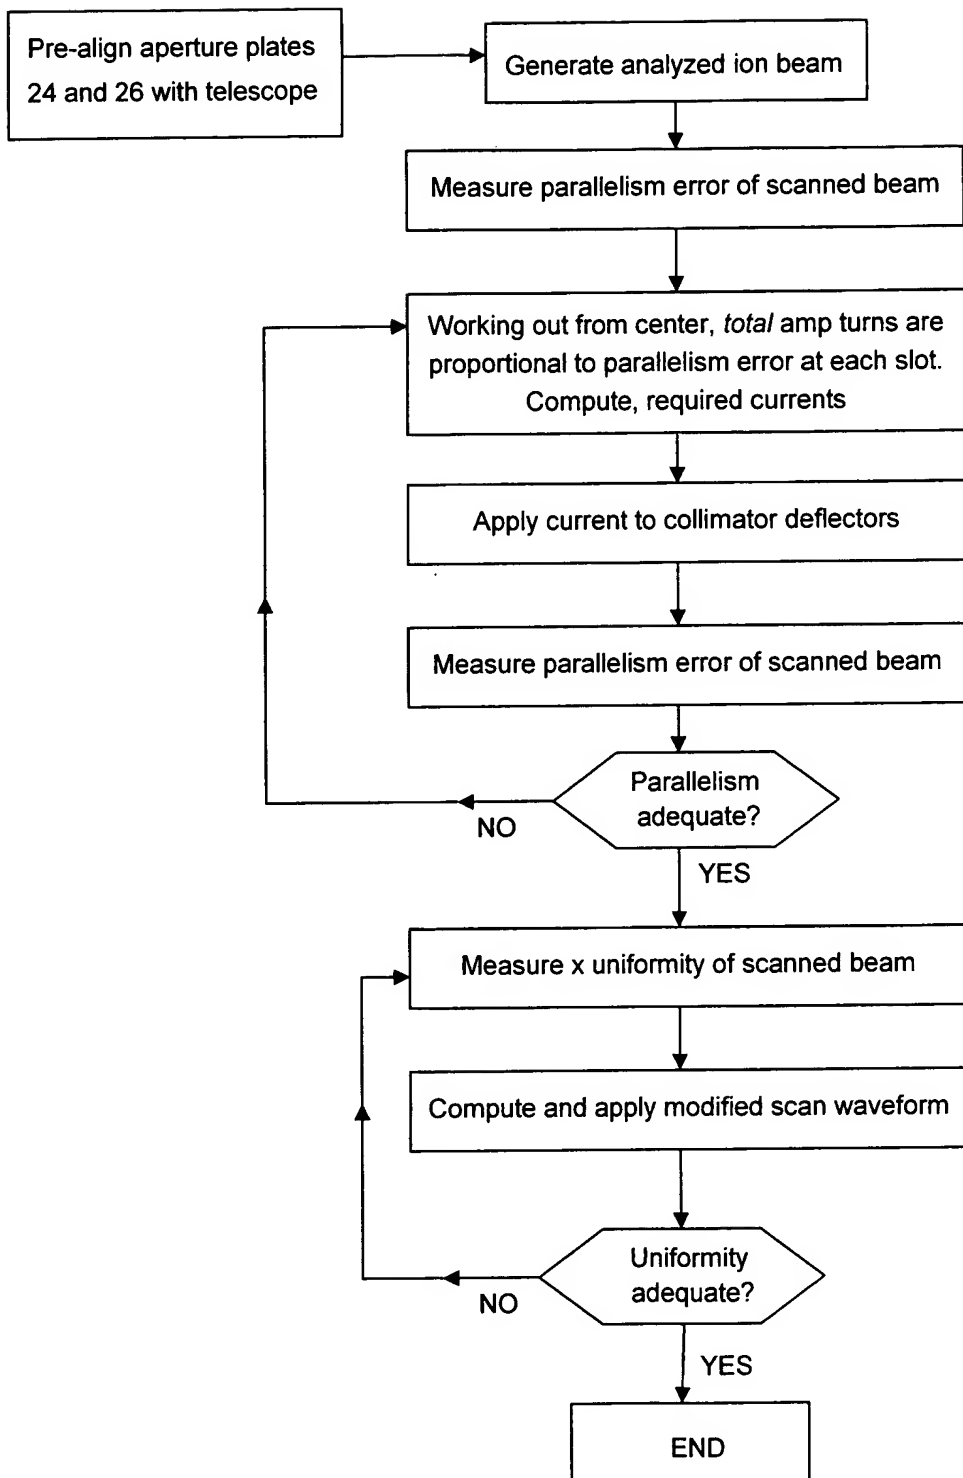 Pre-align aperture plates
24 and 26 with telescope
Generate analyzed ion beam
Measure parallelism error of scanned beam
Working out from center, total amp turns are
proportional to parallelism error at each slot.
Compute, required currents
Apply current to collimator deflectors
Measure parallelism error of scanned beam
Parallelism
adequate?
NO
YES
Measure x uniformity of scanned beam
Compute and apply modified scan waveform
Uniformity
adequate?
NO
YES
END